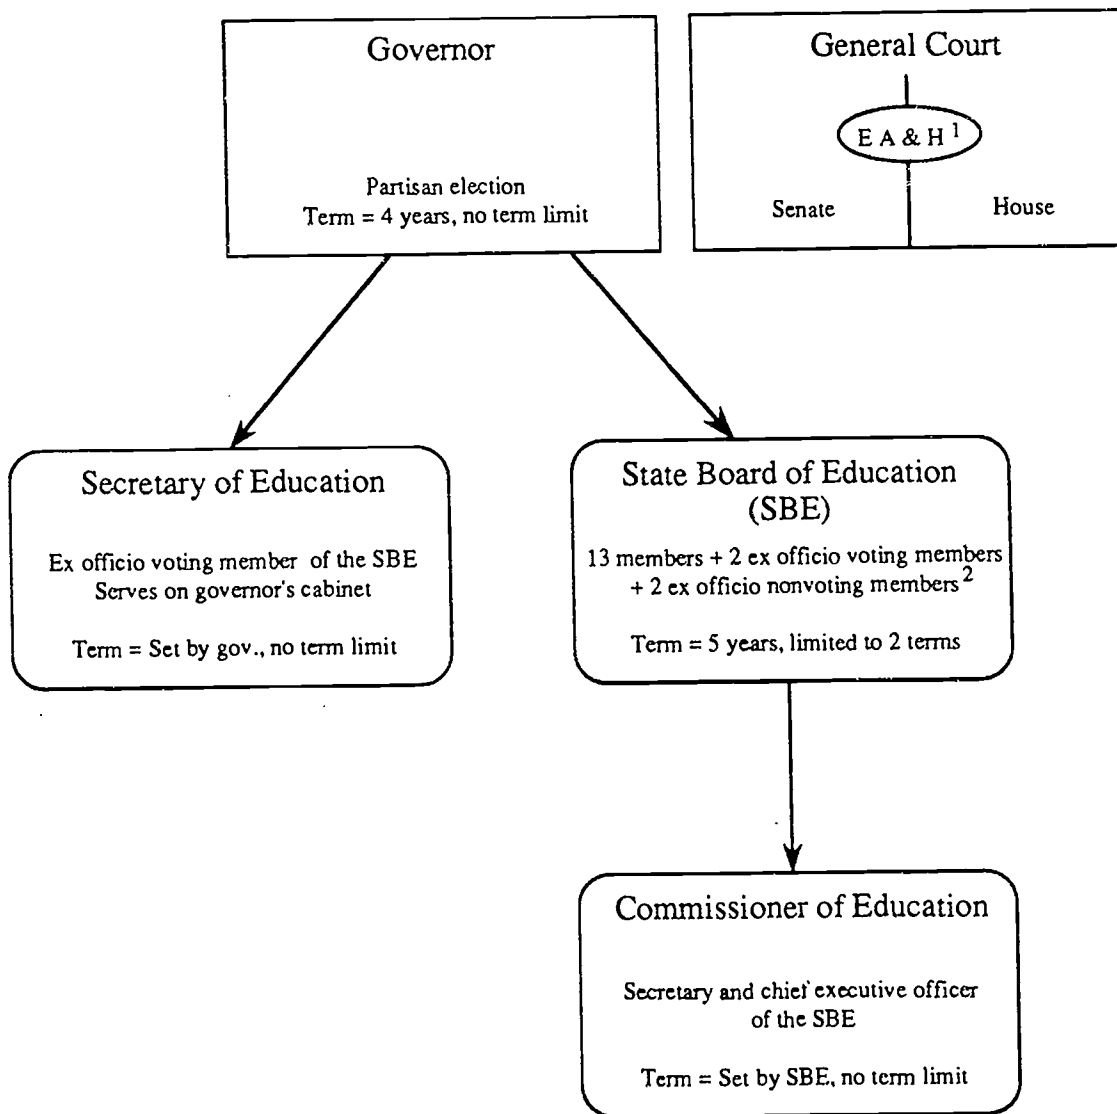 Governor
Partisan election
Term = 4 years, no term limit
General Court
E A & H 1
Senate
House
Secretary of Education
Ex officio voting member of the SBE
Serves on governor's cabinet
Term = Set by gov., no term limit
State Board of Education
(SBE)
13 members + 2 ex officio voting members
+ 2 ex officio nonvoting members 2
Term = 5 years, limited to 2 terms
Commissioner of Education
Secretary and chief executive officer
of the SBE
Term = Set by SBE, no term limit